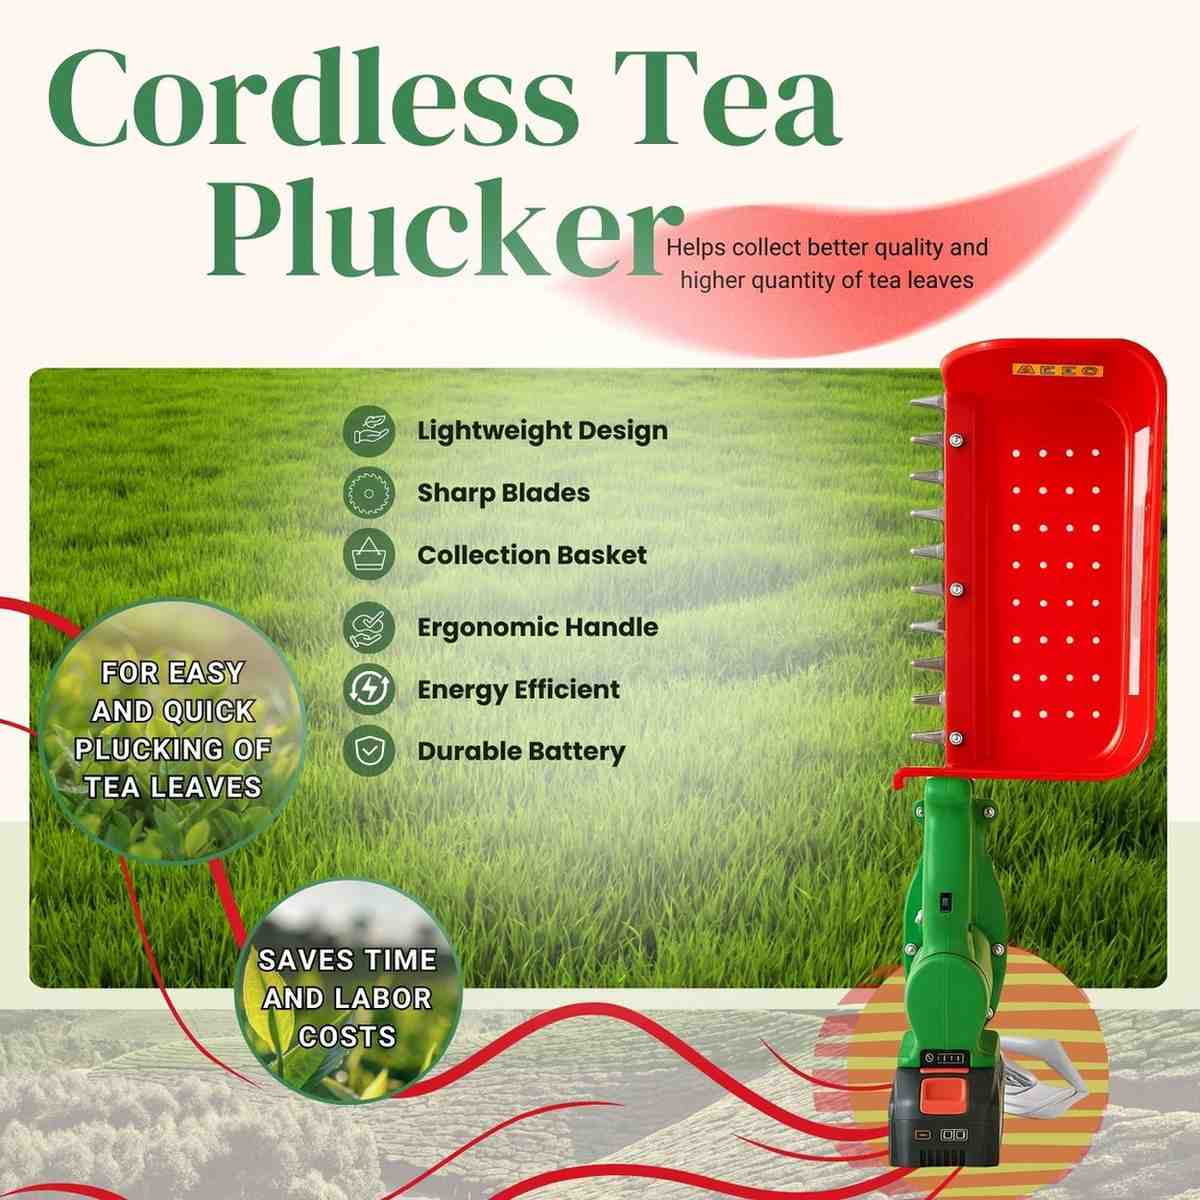 Cordless Tea
Plucker
Helps collect better quality and
higher quantity of tea leaves
Lightweight Design
Sharp Blades
Collection Basket
Ergonomic Handle
Energy Efficient
Durable Battery
FOR EASY
AND QUICK
PLUCKING OF
TEA LEAVES
SAVES TIME
AND LABOR
COSTS